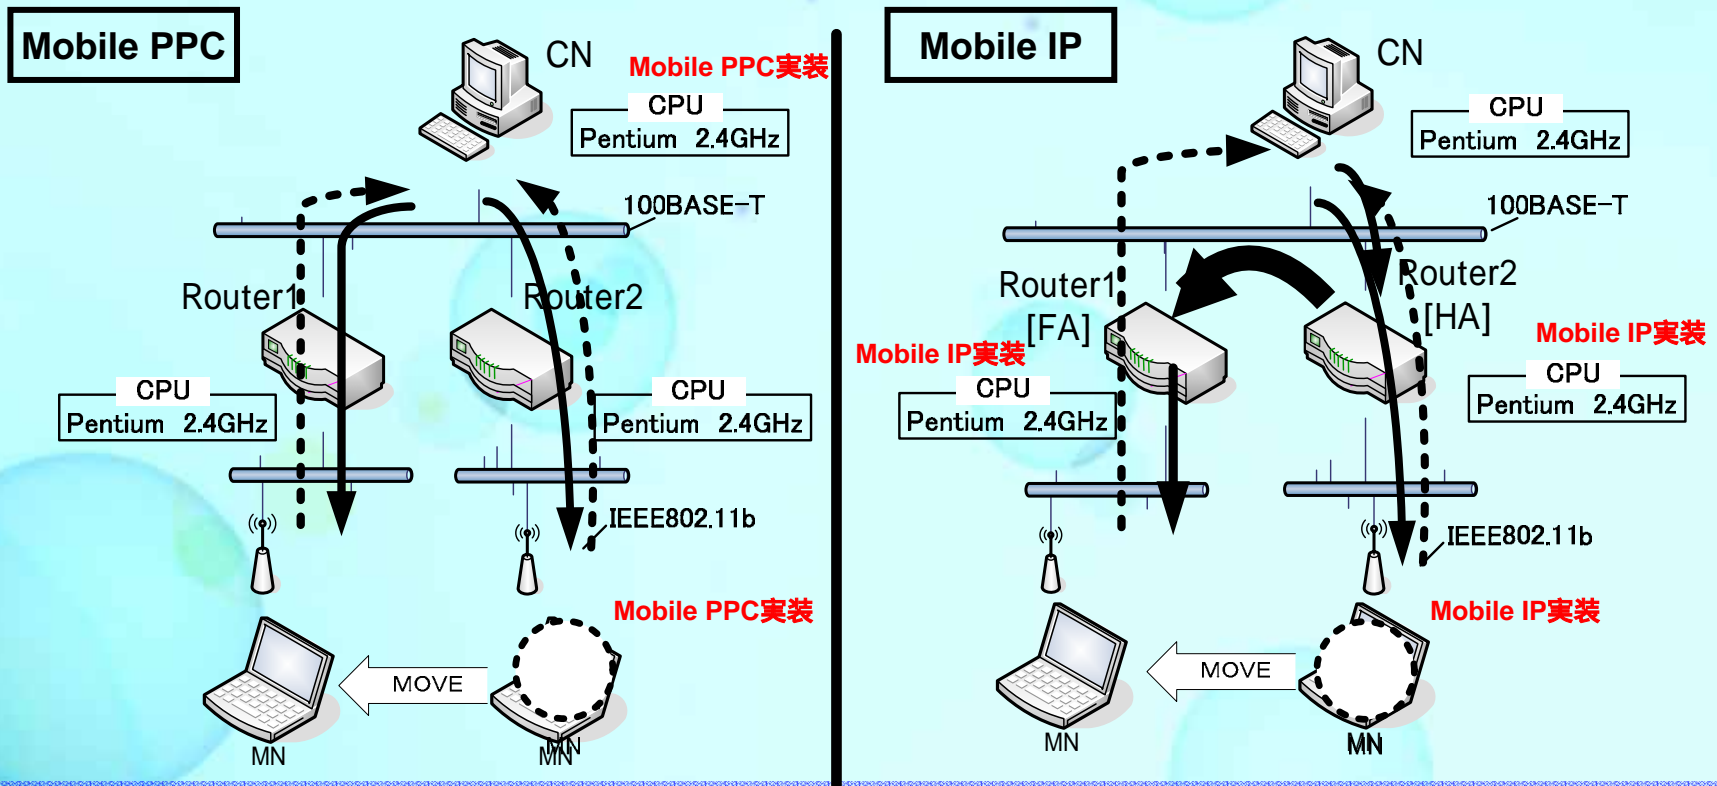 Mobile PPC
CN
Mobile PPC実装
CPU
Pentium 2.4GHz
100BASE-T
Router1
Router2
CPU
Pentium 2.4GHz
CPU
Pentium 2.4GHz
IEEE802.11b
Mobile PPC実装
MOVE
MN
MN
Mobile IP
CN
CPU
Pentium 2.4GHz
100BASE-T
Router1
[FA]
Router2
[HA]
Mobile IP実装
Mobile IP実装
CPU
Pentium 2.4GHz
CPU
Pentium 2.4GHz
IEEE802.11b
Mobile IP実装
MOVE
MN
MN